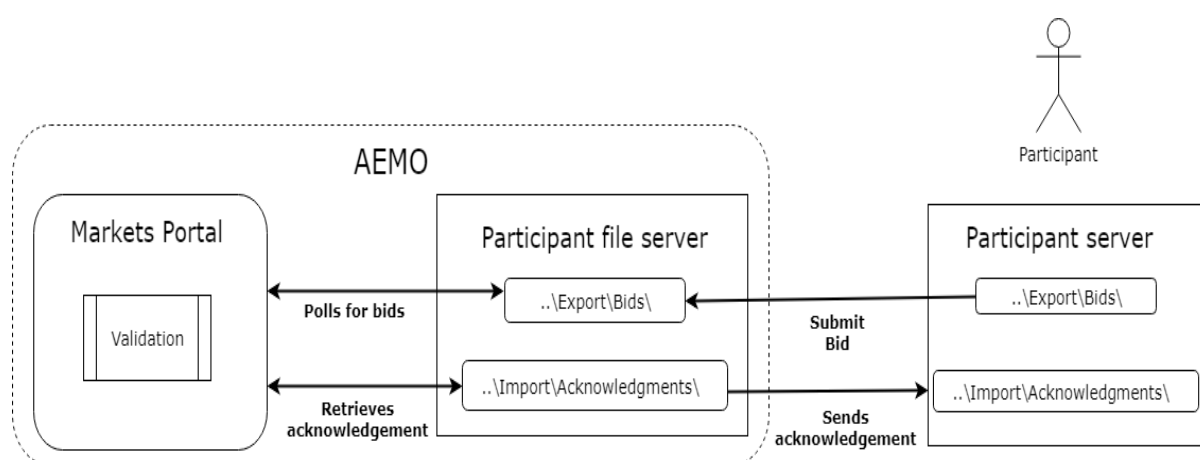 Participant
AEMO
Markets Portal
Validation
Polls for bids
Retrieves
acknowledgement
Participant file server
..\Export\Bids\
..\Import\Acknowledgments\
Submit
Bid
Sends
acknowledgement
Participant server
..\Export\Bids\
..\Import\Acknowledgments\